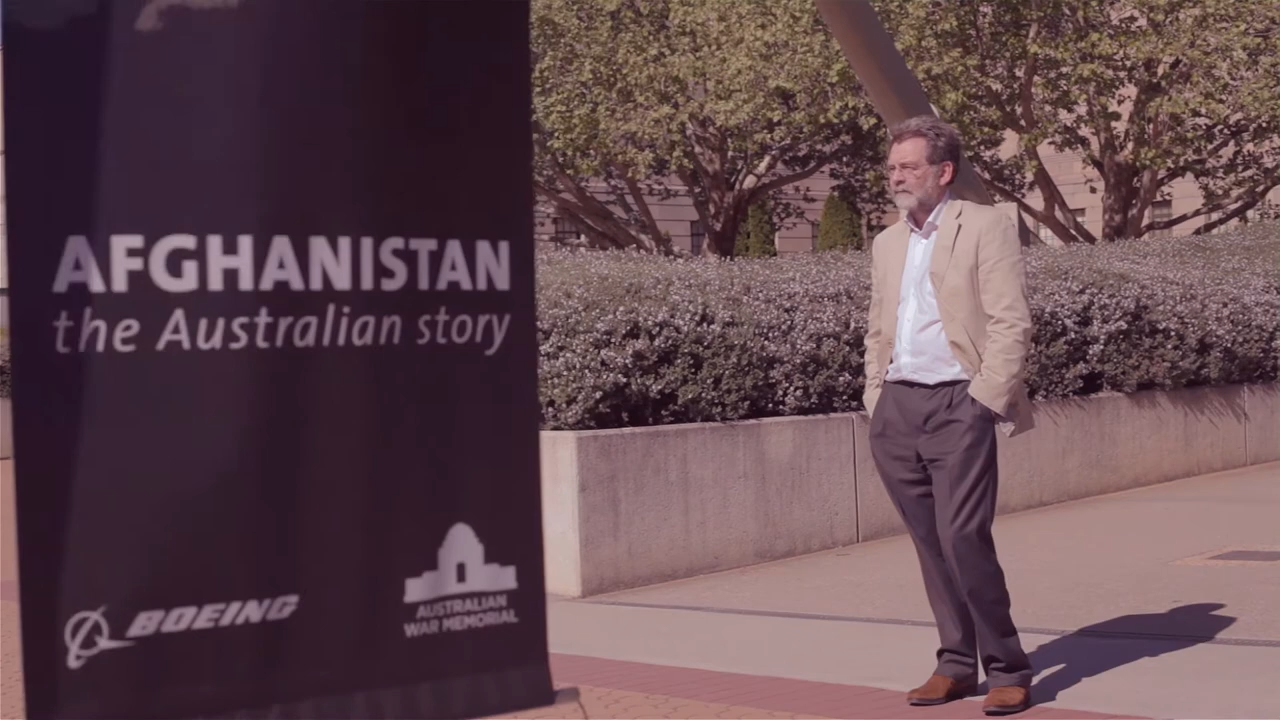 AFGHANISTAN
the Australian story
BOEING
AUSTRALIAN
WAR MEMORIAL